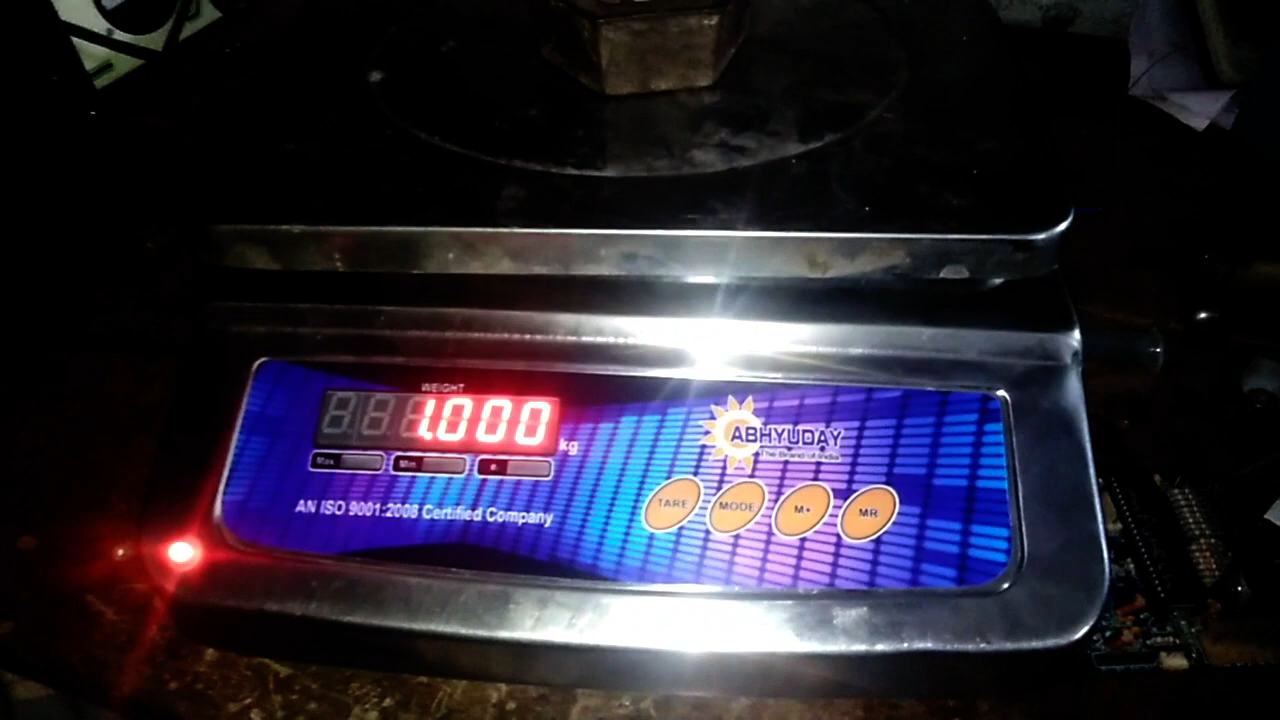 WEIGHT
1.000
kg
Max
Min
e
ABHYUDAY
The Brand of India
TARE
MODE
M+
MR
AN ISO 9001:2008 Certified Company